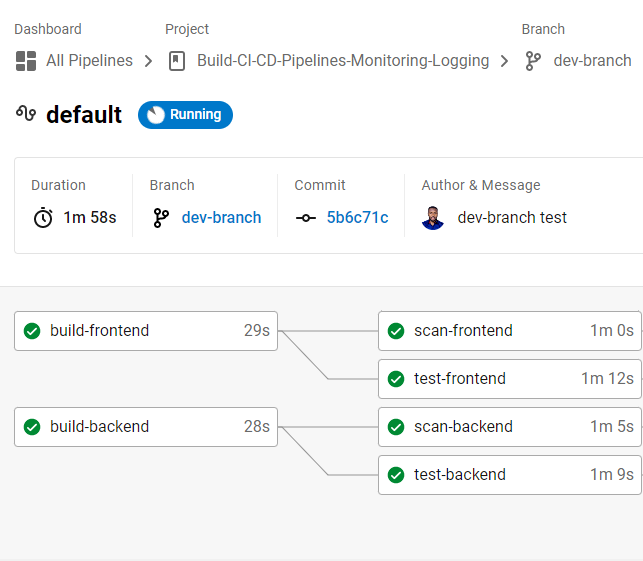 Dashboard
Project
Branch
All Pipelines
Build-CI-CD-Pipelines-Monitoring-Logging
dev-branch
default
Running
Duration
Branch
Commit
Author & Message
1m 58s
dev-branch
5b6c71c
dev-branch test
build-frontend 29s
scan-frontend 1m 0s
test-frontend 1m 12s
build-backend 28s
scan-backend 1m 5s
test-backend 1m 9s